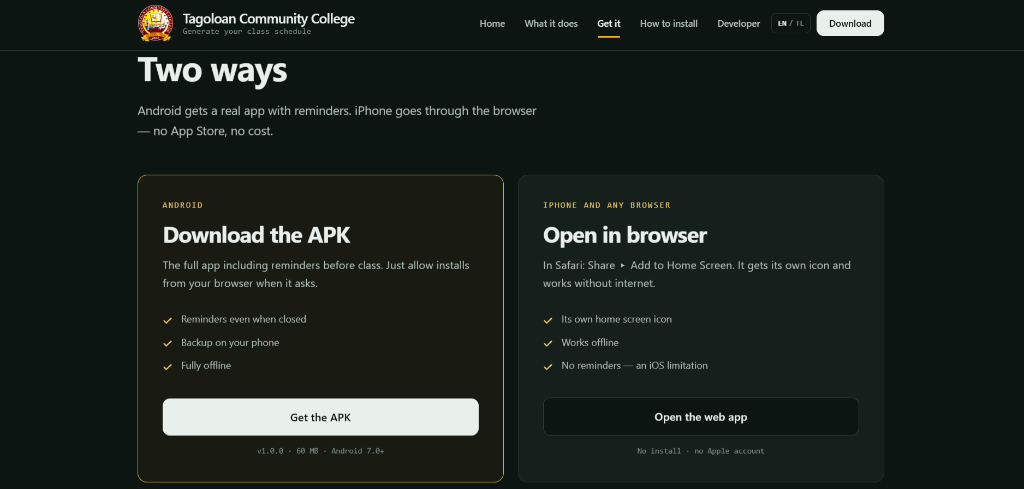 Tagoloan Community College
Generate your class schedule
Home
What it does
Get it
How to install
Developer
EN / TL
Download
Two ways
Android gets a real app with reminders. iPhone goes through the browser
— no App Store, no cost.
ANDROID
Download the APK
The full app including reminders before class. Just allow installs
from your browser when it asks.
Reminders even when closed
Backup on your phone
Fully offline
Get the APK
v1.0.0 · 60 MB · Android 7.0+
IPHONE AND ANY BROWSER
Open in browser
In Safari: Share ▸ Add to Home Screen. It gets its own icon and
works without internet.
Its own home screen icon
Works offline
No reminders — an iOS limitation
Open the web app
No install · no Apple account